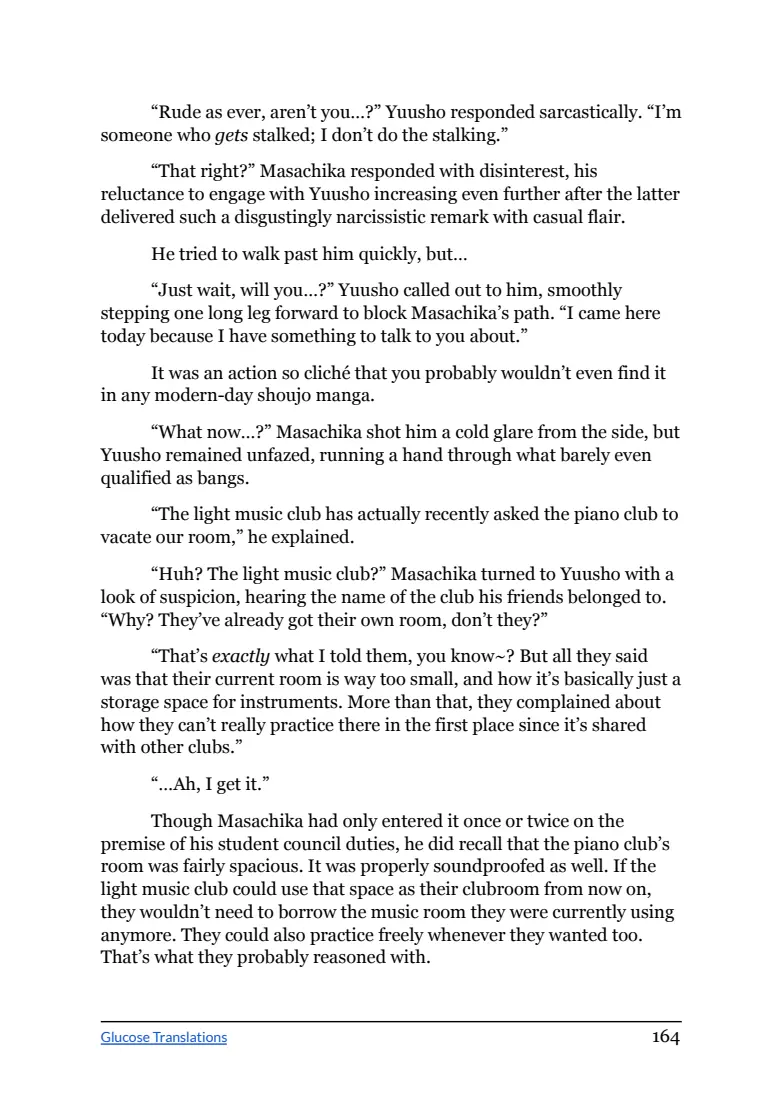 “Rude as ever, aren’t you…?” Yuusho responded sarcastically. “I’m
someone who gets stalked; I don’t do the stalking.”
“That right?” Masachika responded with disinterest, his
reluctance to engage with Yuusho increasing even further after the latter
delivered such a disgustingly narcissistic remark with casual flair.
He tried to walk past him quickly, but…
“Just wait, will you…?” Yuusho called out to him, smoothly
stepping one long leg forward to block Masachika’s path. “I came here
today because I have something to talk to you about.”
It was an action so cliché that you probably wouldn’t even find it
in any modern-day shoujo manga.
“What now…?” Masachika shot him a cold glare from the side, but
Yuusho remained unfazed, running a hand through what barely even
qualified as bangs.
“The light music club has actually recently asked the piano club to
vacate our room,” he explained.
“Huh? The light music club?” Masachika turned to Yuusho with a
look of suspicion, hearing the name of the club his friends belonged to.
“Why? They’ve already got their own room, don’t they?”
“That’s exactly what I told them, you know~? But all they said
was that their current room is way too small, and how it’s basically just a
storage space for instruments. More than that, they complained about
how they can’t really practice there in the first place since it’s shared
with other clubs.”
“…Ah, I get it.”
Though Masachika had only entered it once or twice on the
premise of his student council duties, he did recall that the piano club’s
room was fairly spacious. It was properly soundproofed as well. If the
light music club could use that space as their clubroom from now on,
they wouldn’t need to borrow the music room they were currently using
anymore. They could also practice freely whenever they wanted too.
That’s what they probably reasoned with.
Glucose Translations 164